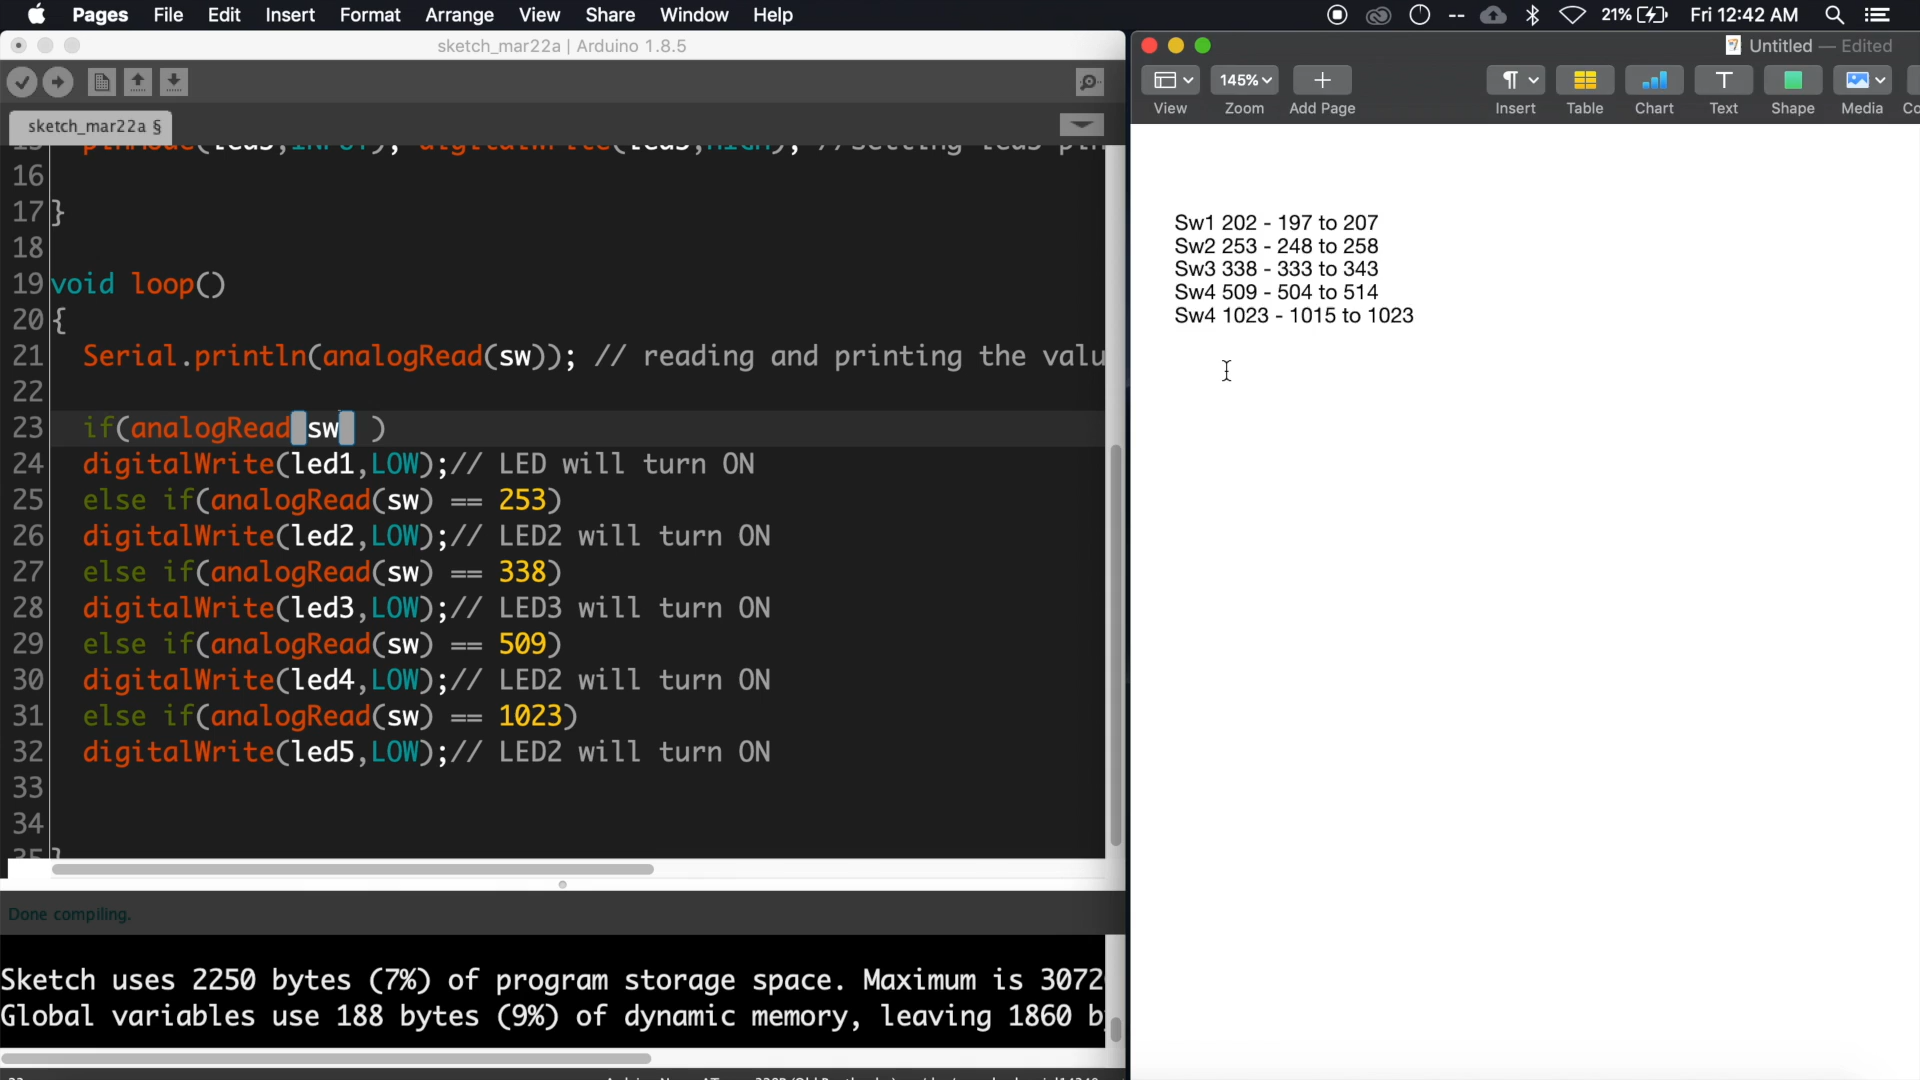 Pages File Edit Insert Format Arrange View Share Window Help
-- 21% Fri 12:42 AM
sketch_mar22a | Arduino 1.8.5
sketch_mar22a §
16
17 }
18
19 void loop()
20 {
21 Serial.println(analogRead(sw)); // reading and printing the valu
22
23 if(analogRead(sw) )
24 digitalWrite(led1,LOW);// LED will turn ON
25 else if(analogRead(sw) == 253)
26 digitalWrite(led2,LOW);// LED2 will turn ON
27 else if(analogRead(sw) == 338)
28 digitalWrite(led3,LOW);// LED3 will turn ON
29 else if(analogRead(sw) == 509)
30 digitalWrite(led4,LOW);// LED2 will turn ON
31 else if(analogRead(sw) == 1023)
32 digitalWrite(led5,LOW);// LED2 will turn ON
33
34
35 }
Done compiling.
Sketch uses 2250 bytes (7%) of program storage space. Maximum is 3072
Global variables use 188 bytes (9%) of dynamic memory, leaving 1860 b
Untitled — Edited
145%
View Zoom Add Page Insert Table Chart Text Shape Media Co
Sw1 202 - 197 to 207
Sw2 253 - 248 to 258
Sw3 338 - 333 to 343
Sw4 509 - 504 to 514
Sw4 1023 - 1015 to 1023